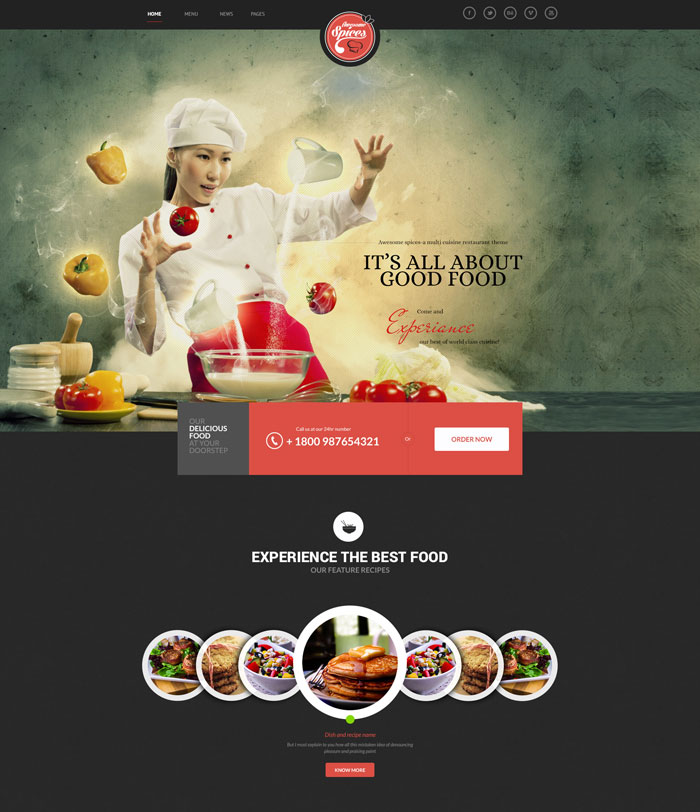 HOME MENU NEWS PAGES
Awesome
Spices
Awesome spices-a multi cuisine restaurant theme
IT'S ALL ABOUT
GOOD FOOD
Come and
Experiance
our best of world class cuisine!
OUR
DELICIOUS
FOOD
AT YOUR
DOORSTEP
Call us at our 24hr number
+ 1800 987654321
Or
ORDER NOW
EXPERIENCE THE BEST FOOD
OUR FEATURE RECIPES
Dish and recipe name
But I must explain to you how all this mistaken idea of denouncing
pleasure and praising paint
KNOW MORE